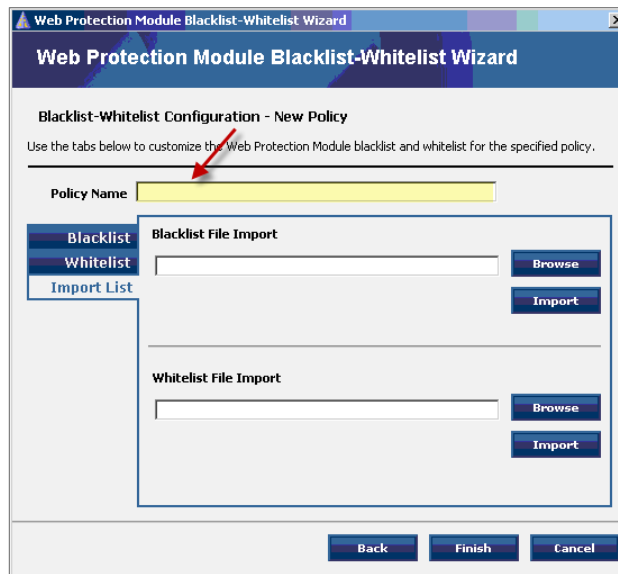 Web Protection Module Blacklist-Whitelist Wizard
Web Protection Module Blacklist-Whitelist Wizard
Blacklist-Whitelist Configuration - New Policy
Use the tabs below to customize the Web Protection Module blacklist and whitelist for the specified policy.
Policy Name
Blacklist
Whitelist
Import List
Blacklist File Import
Browse
Import
Whitelist File Import
Browse
Import
Back
Finish
Cancel